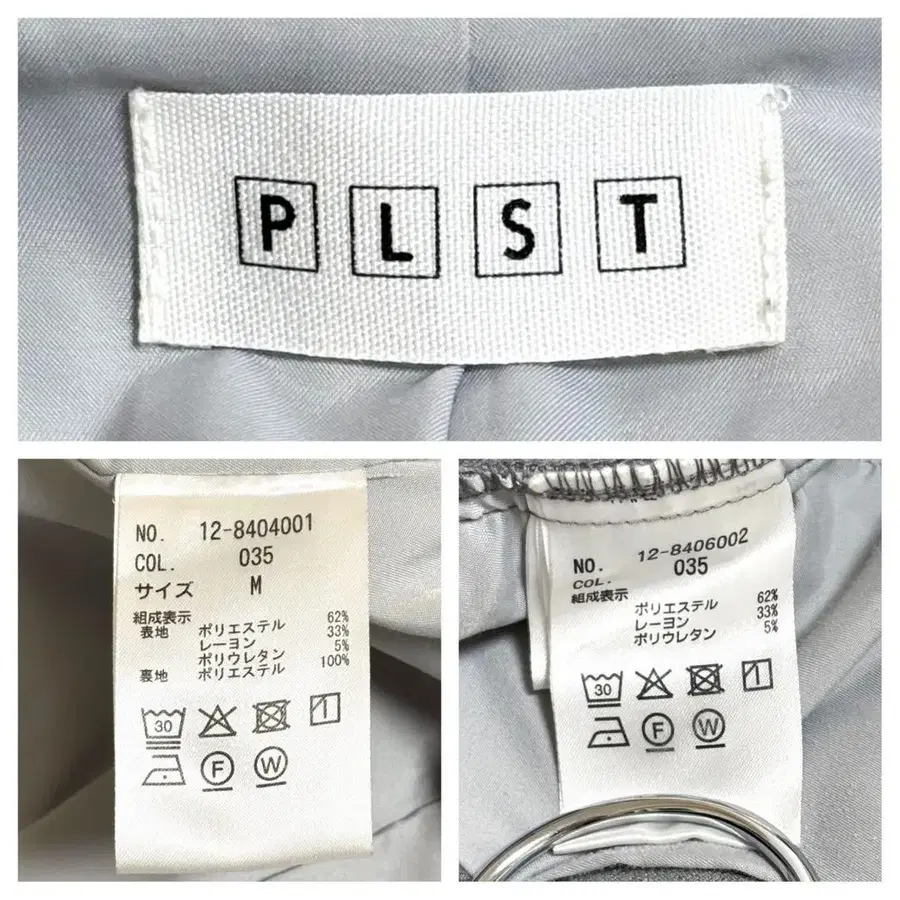 PLST
NO. 12-8404001
COL. 035
サイズ M
組成表示
表地 ポリエステル 62%
レーヨン 33%
ポリウレタン 5%
裏地 ポリエステル 100%
30
F W
NO. 12-8406002
COL. 035
組成表示
ポリエステル 62%
レーヨン 33%
ポリウレタン 5%
30
F W